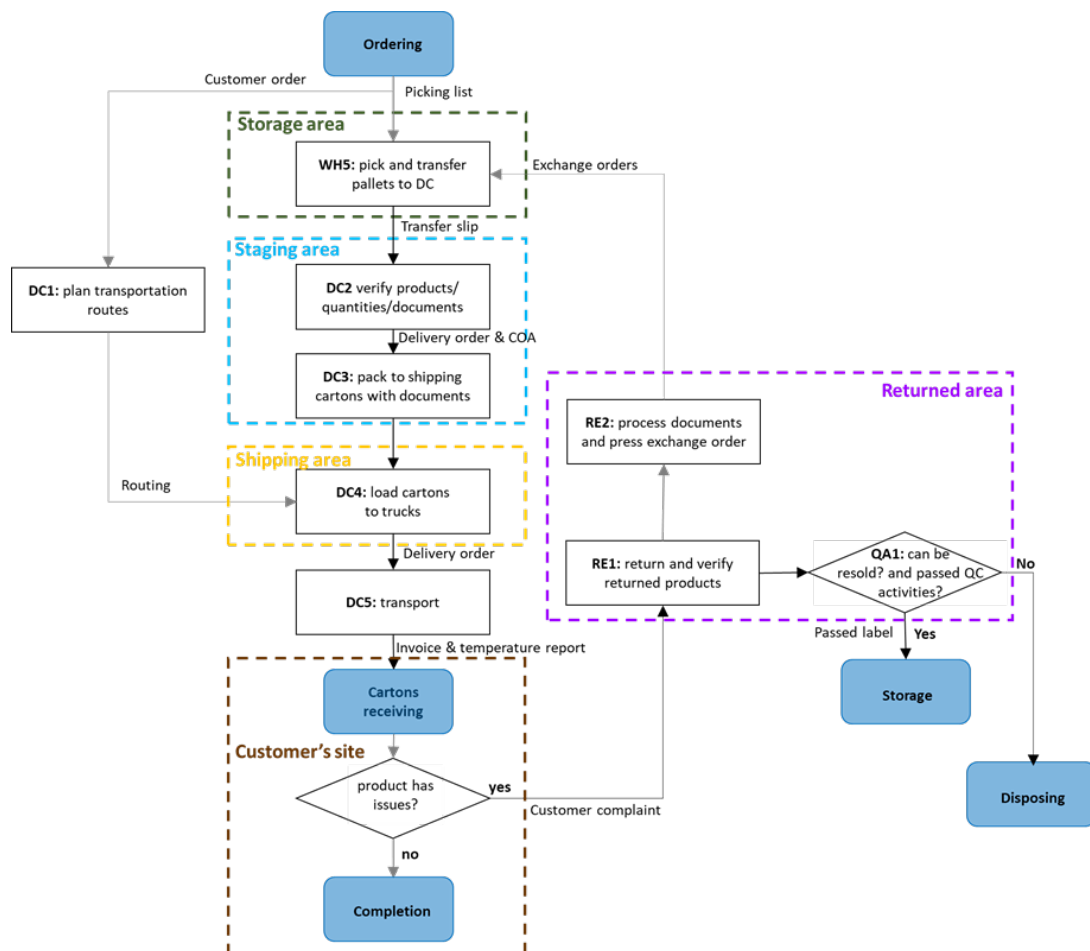 Ordering
Customer order
Picking list
Storage area
WH5: pick and transfer
pallets to DC
Exchange orders
Transfer slip
Staging area
DC1: plan transportation
routes
DC2 verify products/
quantities/documents
Delivery order & COA
DC3: pack to shipping
cartons with documents
Returned area
RE2: process documents
and press exchange order
Shipping area
Routing
DC4: load cartons
to trucks
Delivery order
RE1: return and verify
returned products
QA1: can be
resold? and passed QC
activities?
No
DC5: transport
Passed label
Yes
Invoice & temperature report
Cartons
receiving
Storage
Customer's site
product has
issues?
yes
Customer complaint
Disposing
no
Completion